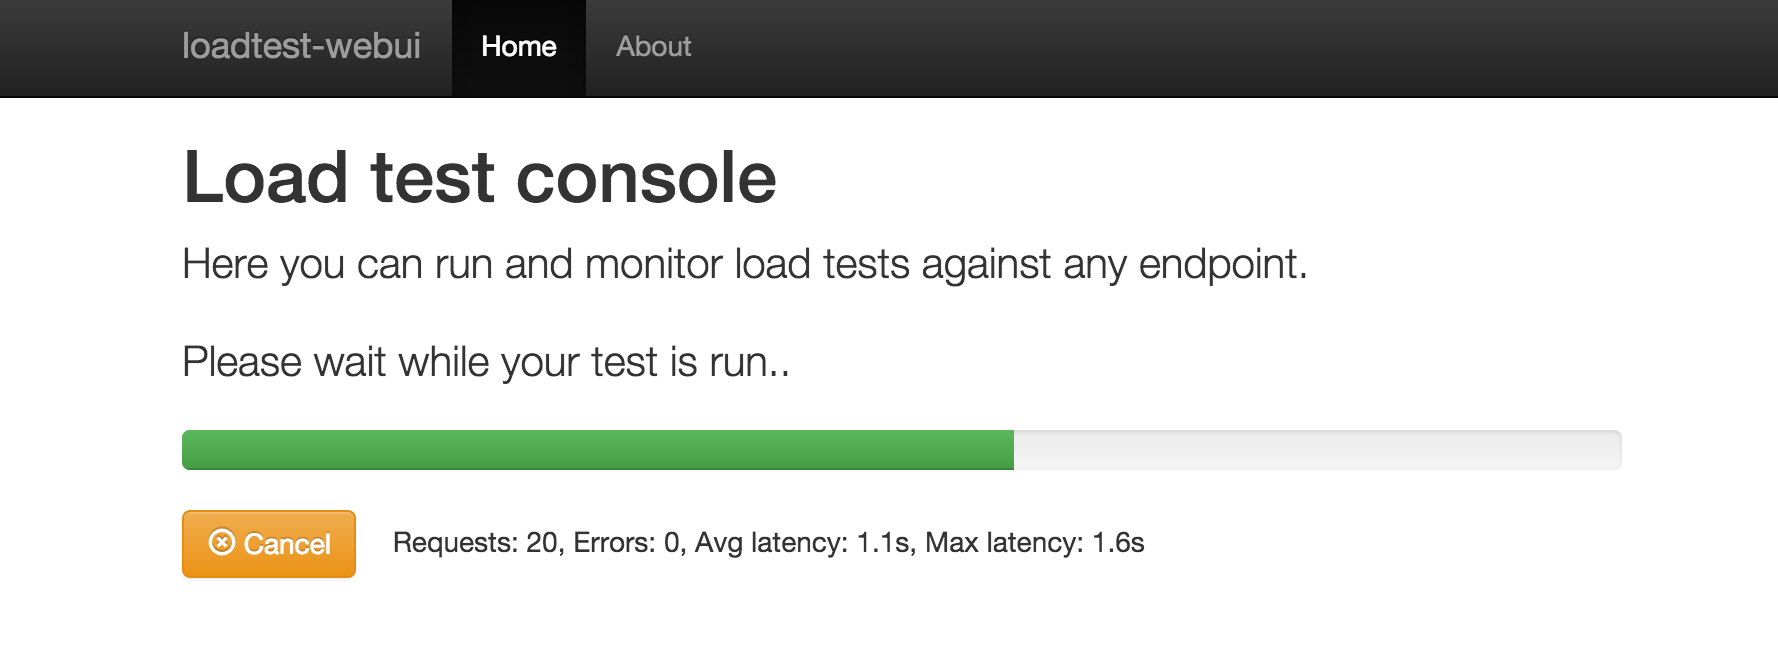 loadtest-webui Home About
Load test console
Here you can run and monitor load tests against any endpoint.
Please wait while your test is run..
Cancel Requests: 20, Errors: 0, Avg latency: 1.1s, Max latency: 1.6s